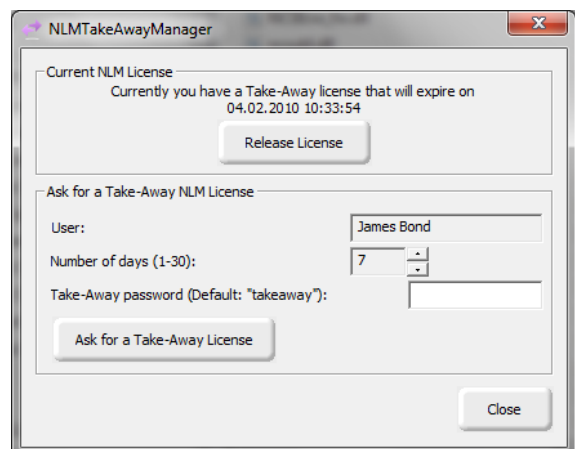 NLMTakeAwayManager
Current NLM License
Currently you have a Take-Away license that will expire on
04.02.2010 10:33:54
Release License
Ask for a Take-Away NLM License
User:
James Bond
Number of days (1-30):
7
Take-Away password (Default: "takeaway"):
Ask for a Take-Away License
Close